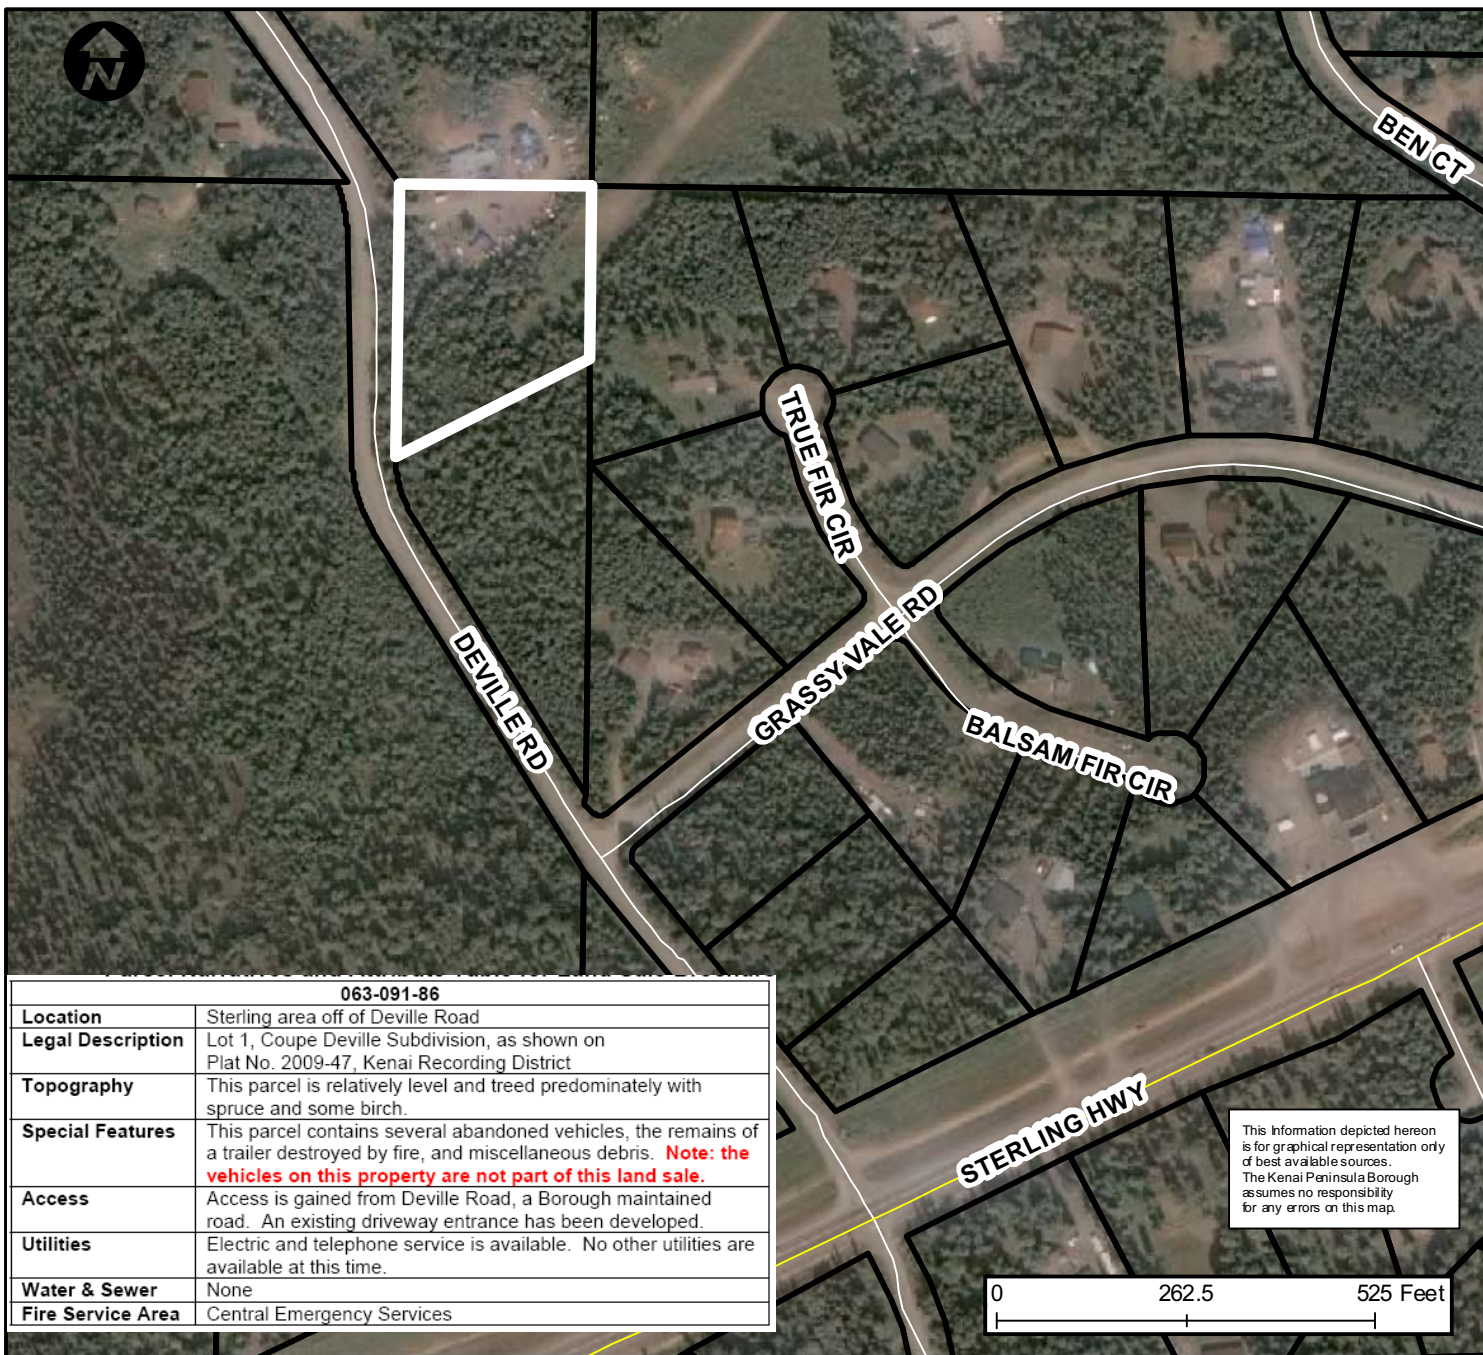 N
BEN CT
TRUE FIR CIR
GRASSY VALE RD
DEVILLE RD
BALSAM FIR CIR
STERLING HWY
063-091-86
Location Sterling area off of Deville Road
Legal Description Lot 1, Coupe Deville Subdivision, as shown on
Plat No. 2009-47, Kenai Recording District
Topography This parcel is relatively level and treed predominately with
spruce and some birch.
Special Features This parcel contains several abandoned vehicles, the remains of
a trailer destroyed by fire, and miscellaneous debris. Note: the
vehicles on this property are not part of this land sale.
Access Access is gained from Deville Road, a Borough maintained
road. An existing driveway entrance has been developed.
Utilities Electric and telephone service is available. No other utilities are
available at this time.
Water & Sewer None
Fire Service Area Central Emergency Services
This Information depicted hereon
is for graphical representation only
of best available sources.
The Kenai Peninsula Borough
assumes no responsibility
for any errors on this map.
0 262.5 525 Feet